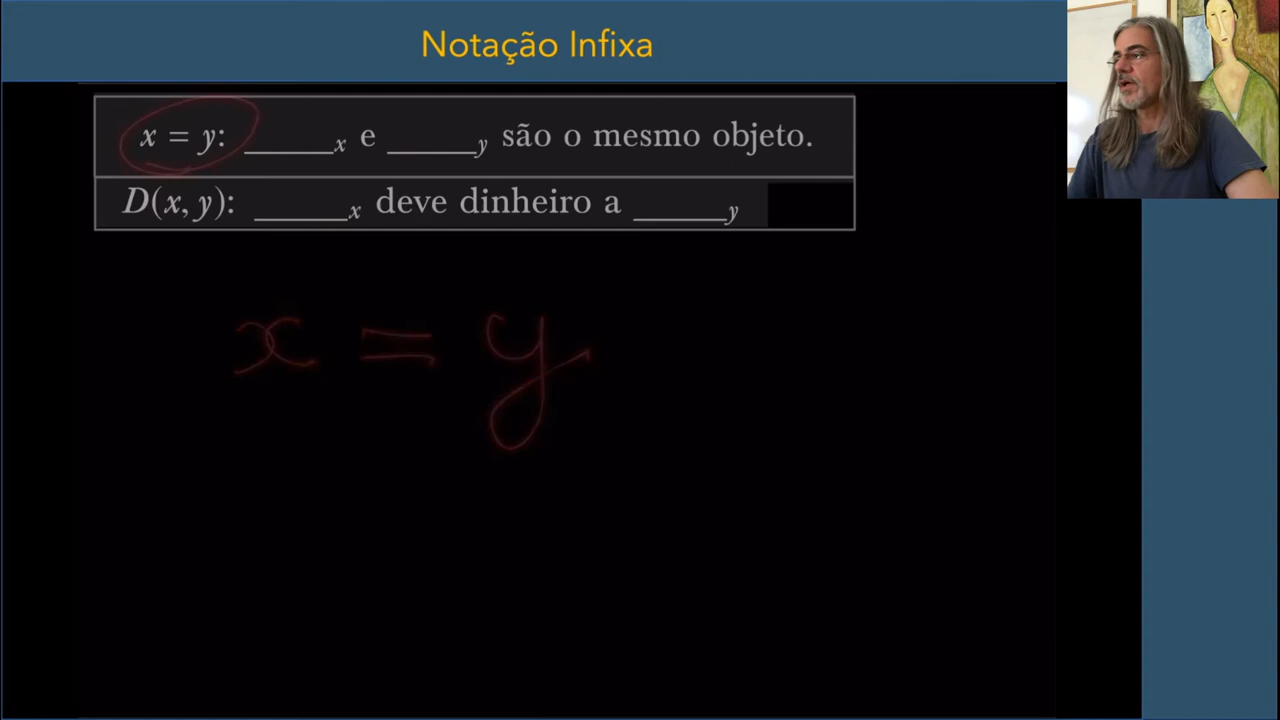 Notação Infixa
x = y: ______x e ______y são o mesmo objeto.
D(x, y): ______x deve dinheiro a ______y
x = y